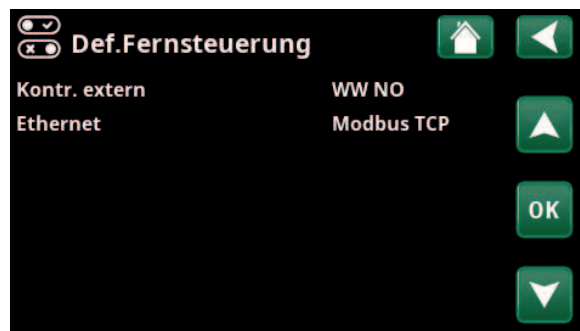 Def.Fernsteuerung
Kontr. extern WW NO
Ethernet Modbus TCP
OK